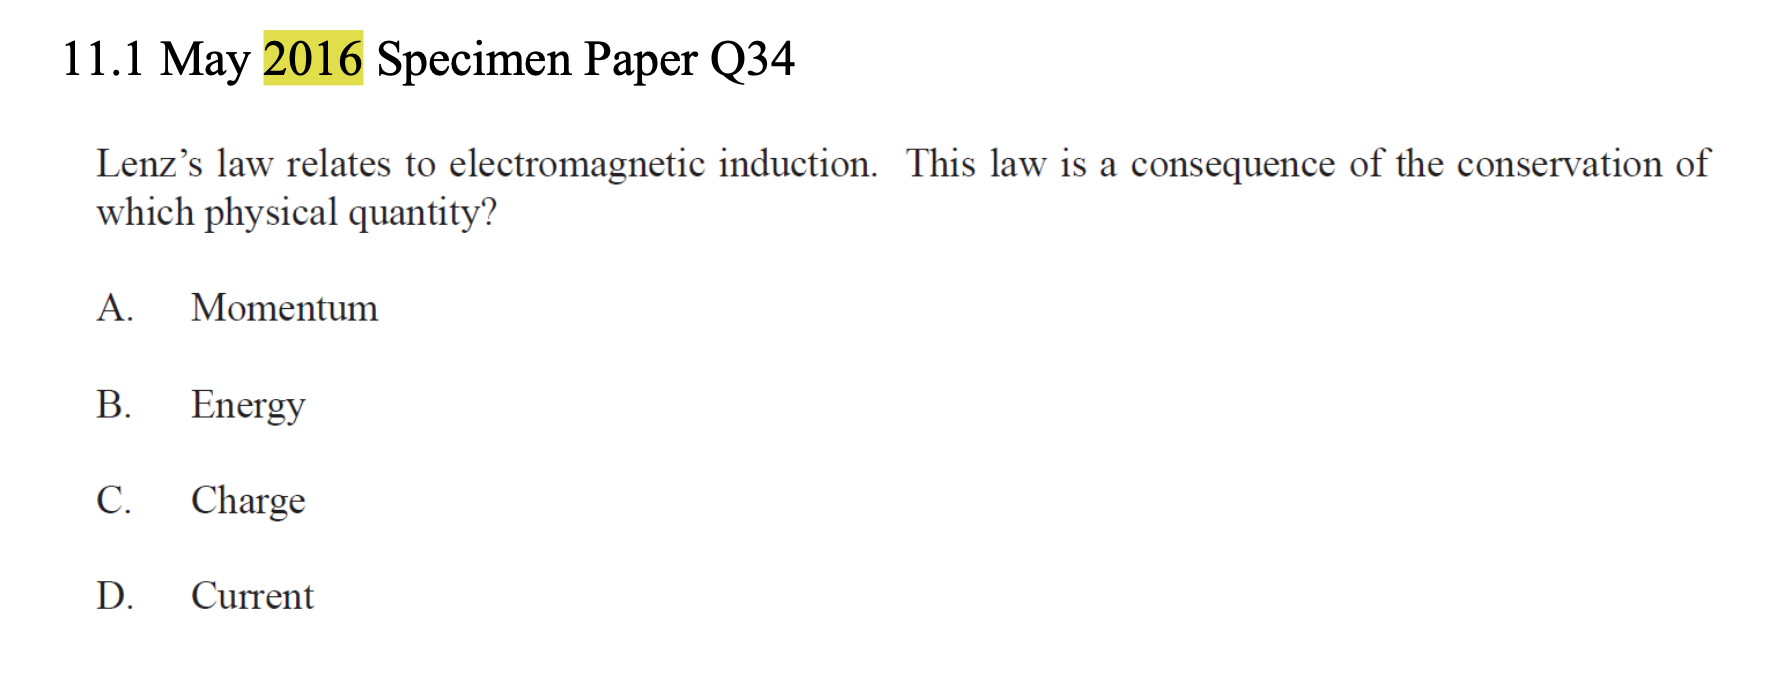 11.1 May 2016 Specimen Paper Q34
Lenz’s law relates to electromagnetic induction. This law is a consequence of the conservation of
which physical quantity?
A. Momentum
B. Energy
C. Charge
D. Current